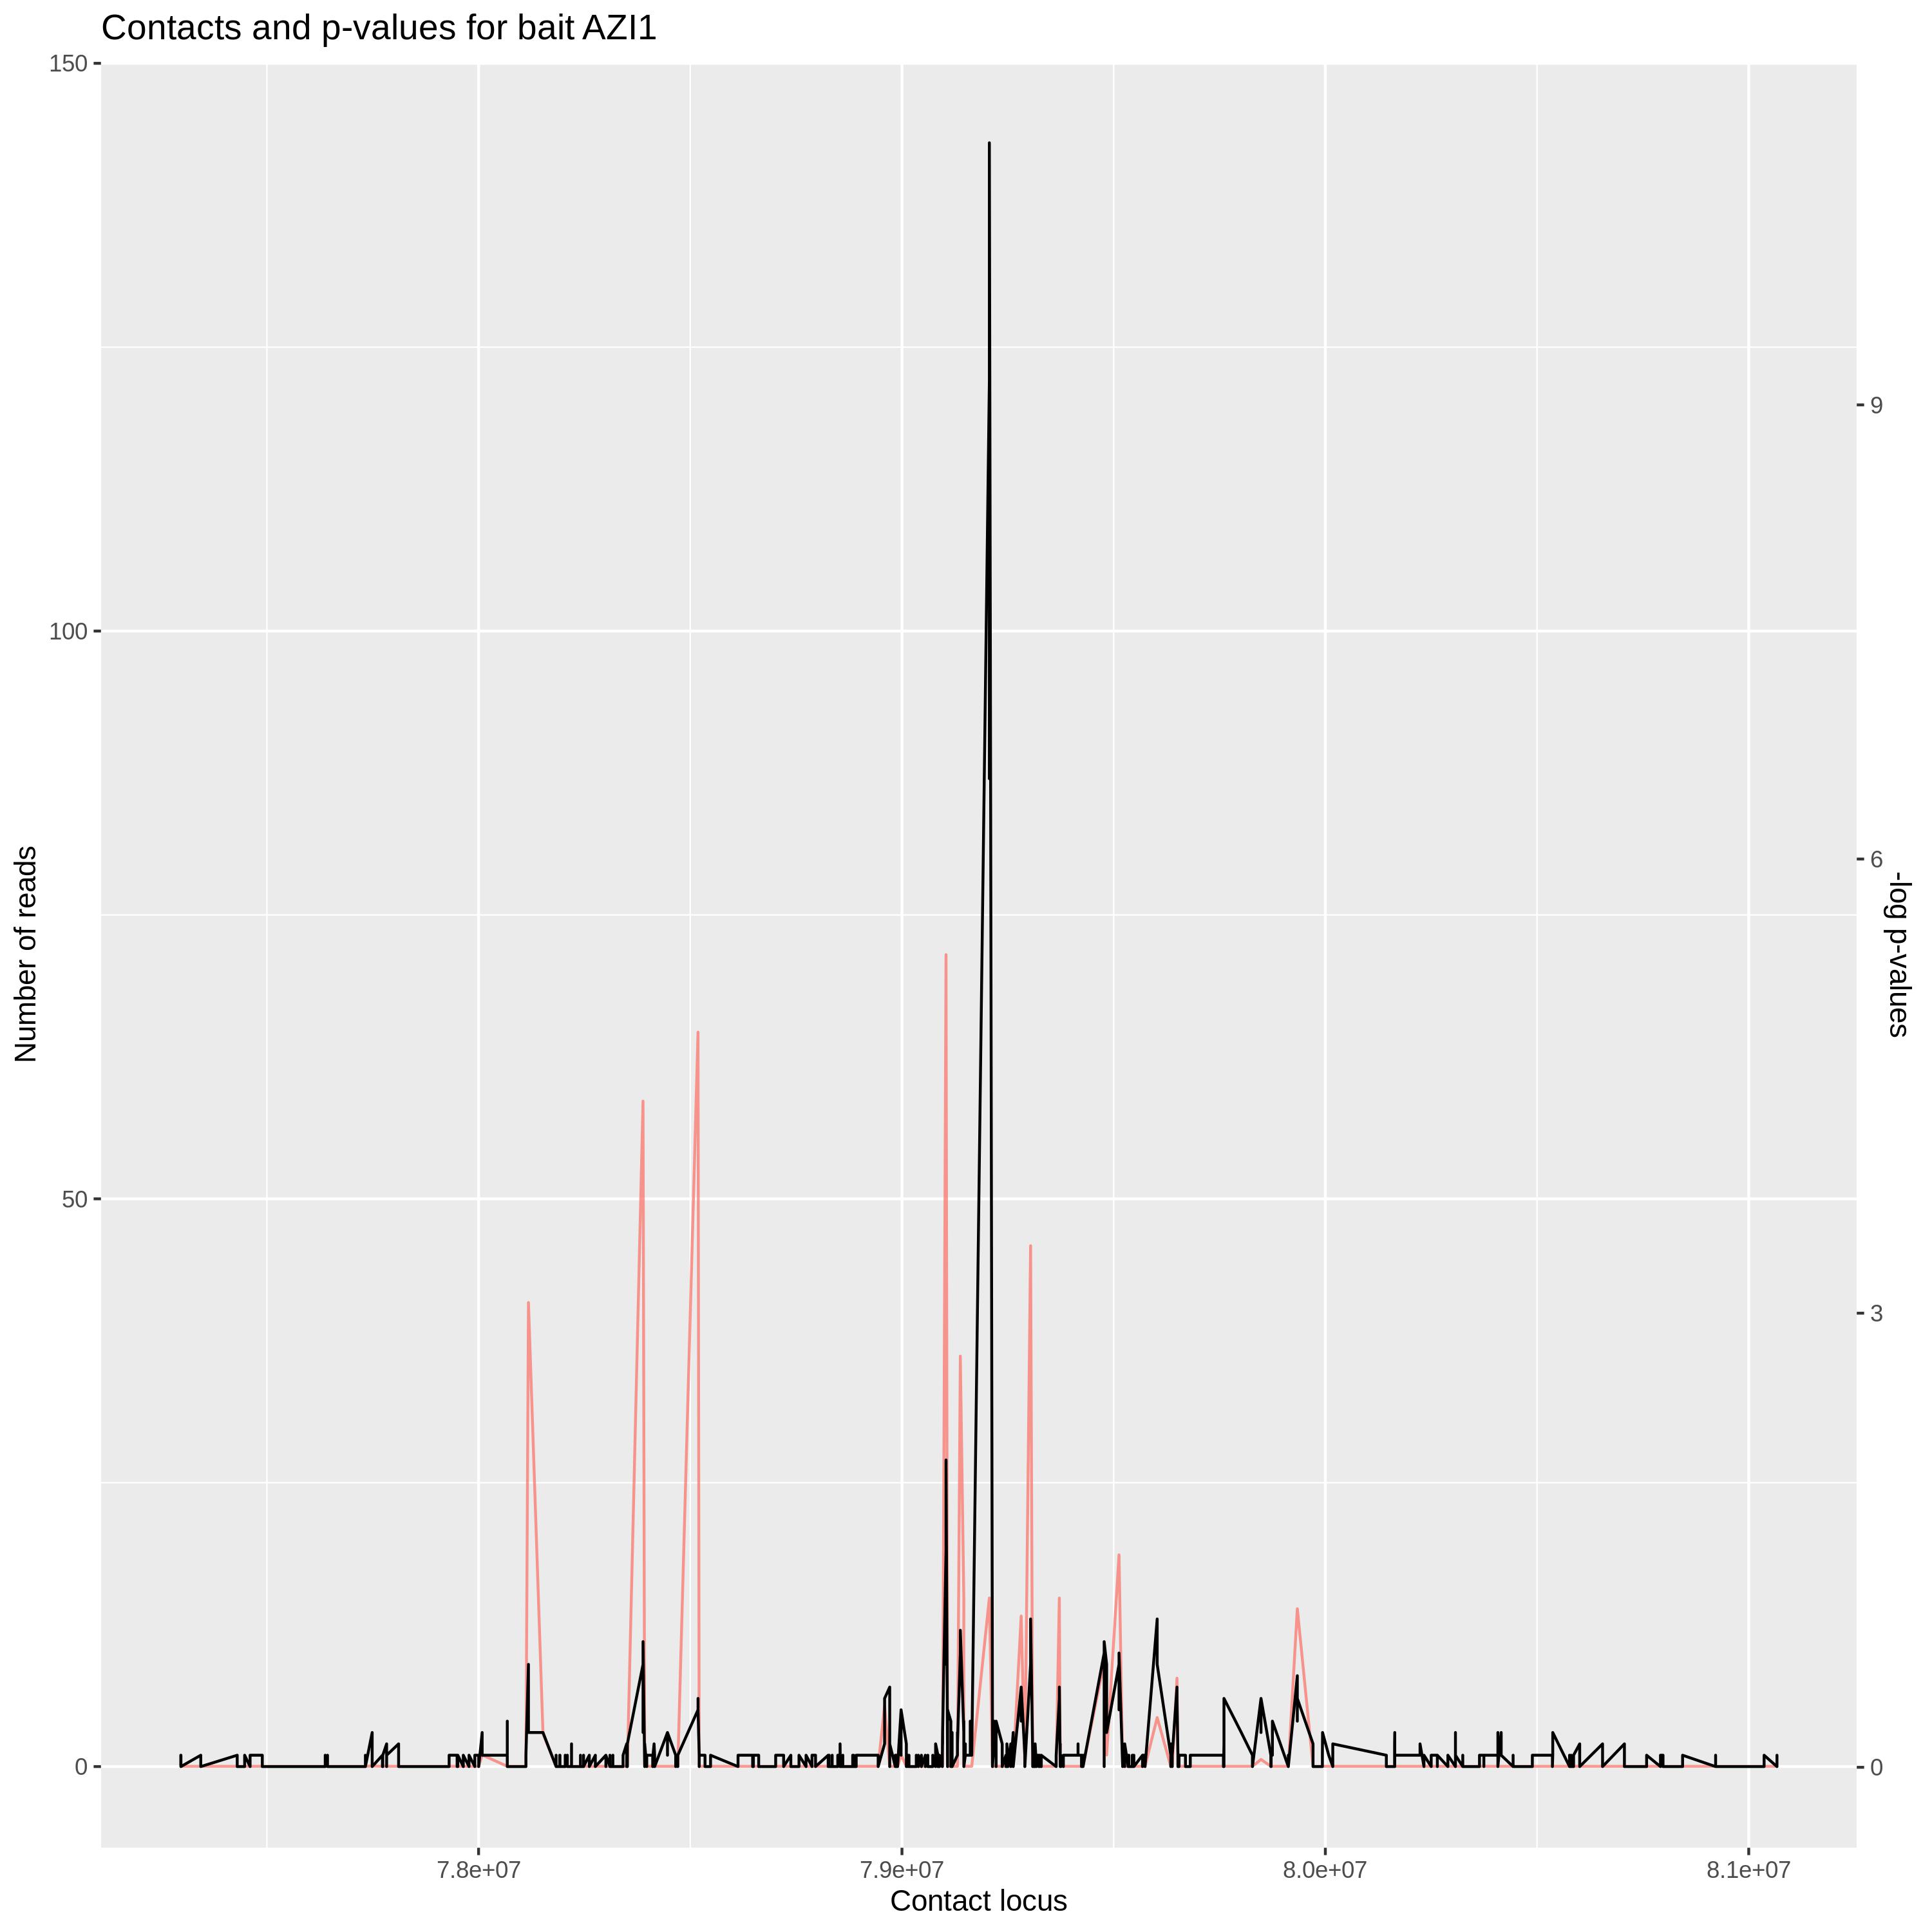 Contacts and p-values for bait AZI1
150
100
50
0
Number of reads
9
6
3
0
-log p-values
7.8e+07
7.9e+07
8.0e+07
8.1e+07
Contact locus